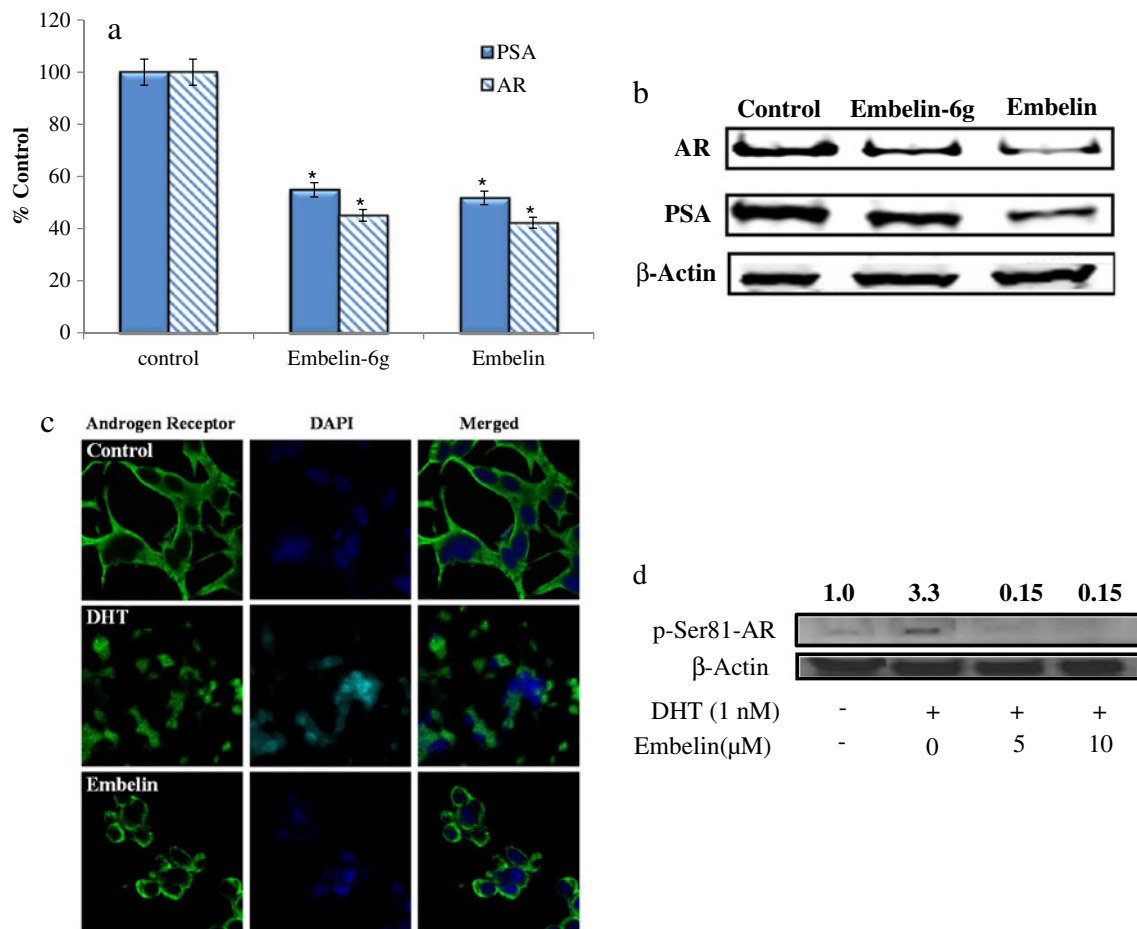 a
120
100
80
60
40
20
0
% Control
PSA
AR
* * * *
control Embelin-6g Embelin
b
Control Embelin-6g Embelin
AR
PSA
β-Actin
c
Androgen Receptor DAPI Merged
Control
DHT
Embelin
d
1.0 3.3 0.15 0.15
p-Ser81-AR
β-Actin
DHT (1 nM) - + + +
Embelin(μM) - 0 5 10